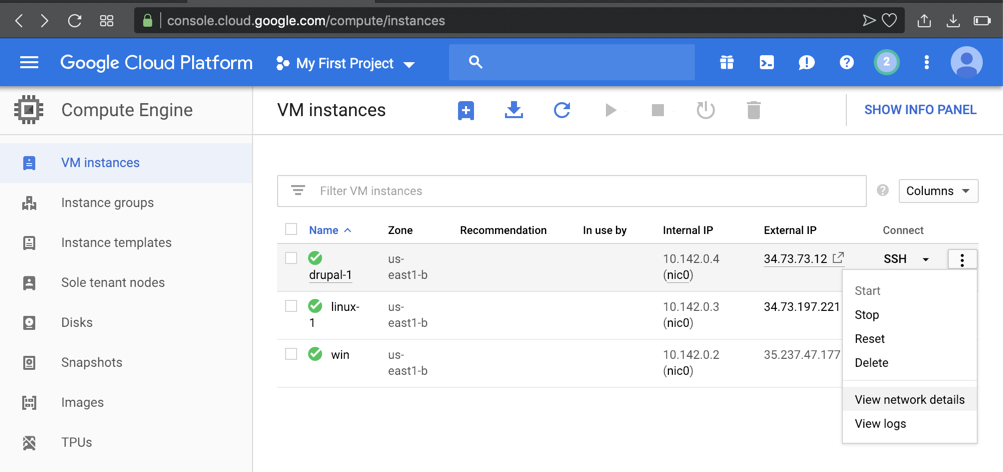 console.cloud.google.com/compute/instances
Google Cloud Platform
My First Project
2
Compute Engine
VM instances
SHOW INFO PANEL
VM instances
Instance groups
Instance templates
Sole tenant nodes
Disks
Snapshots
Images
TPUs
Filter VM instances
Columns
Name Zone Recommendation In use by Internal IP External IP Connect
drupal-1
us-
east1-b
10.142.0.4
(nic0)
34.73.73.12
SSH
linux-
1
us-
east1-b
10.142.0.3
(nic0)
34.73.197.221
win
us-
east1-b
10.142.0.2
(nic0)
35.237.47.177
Start
Stop
Reset
Delete
View network details
View logs